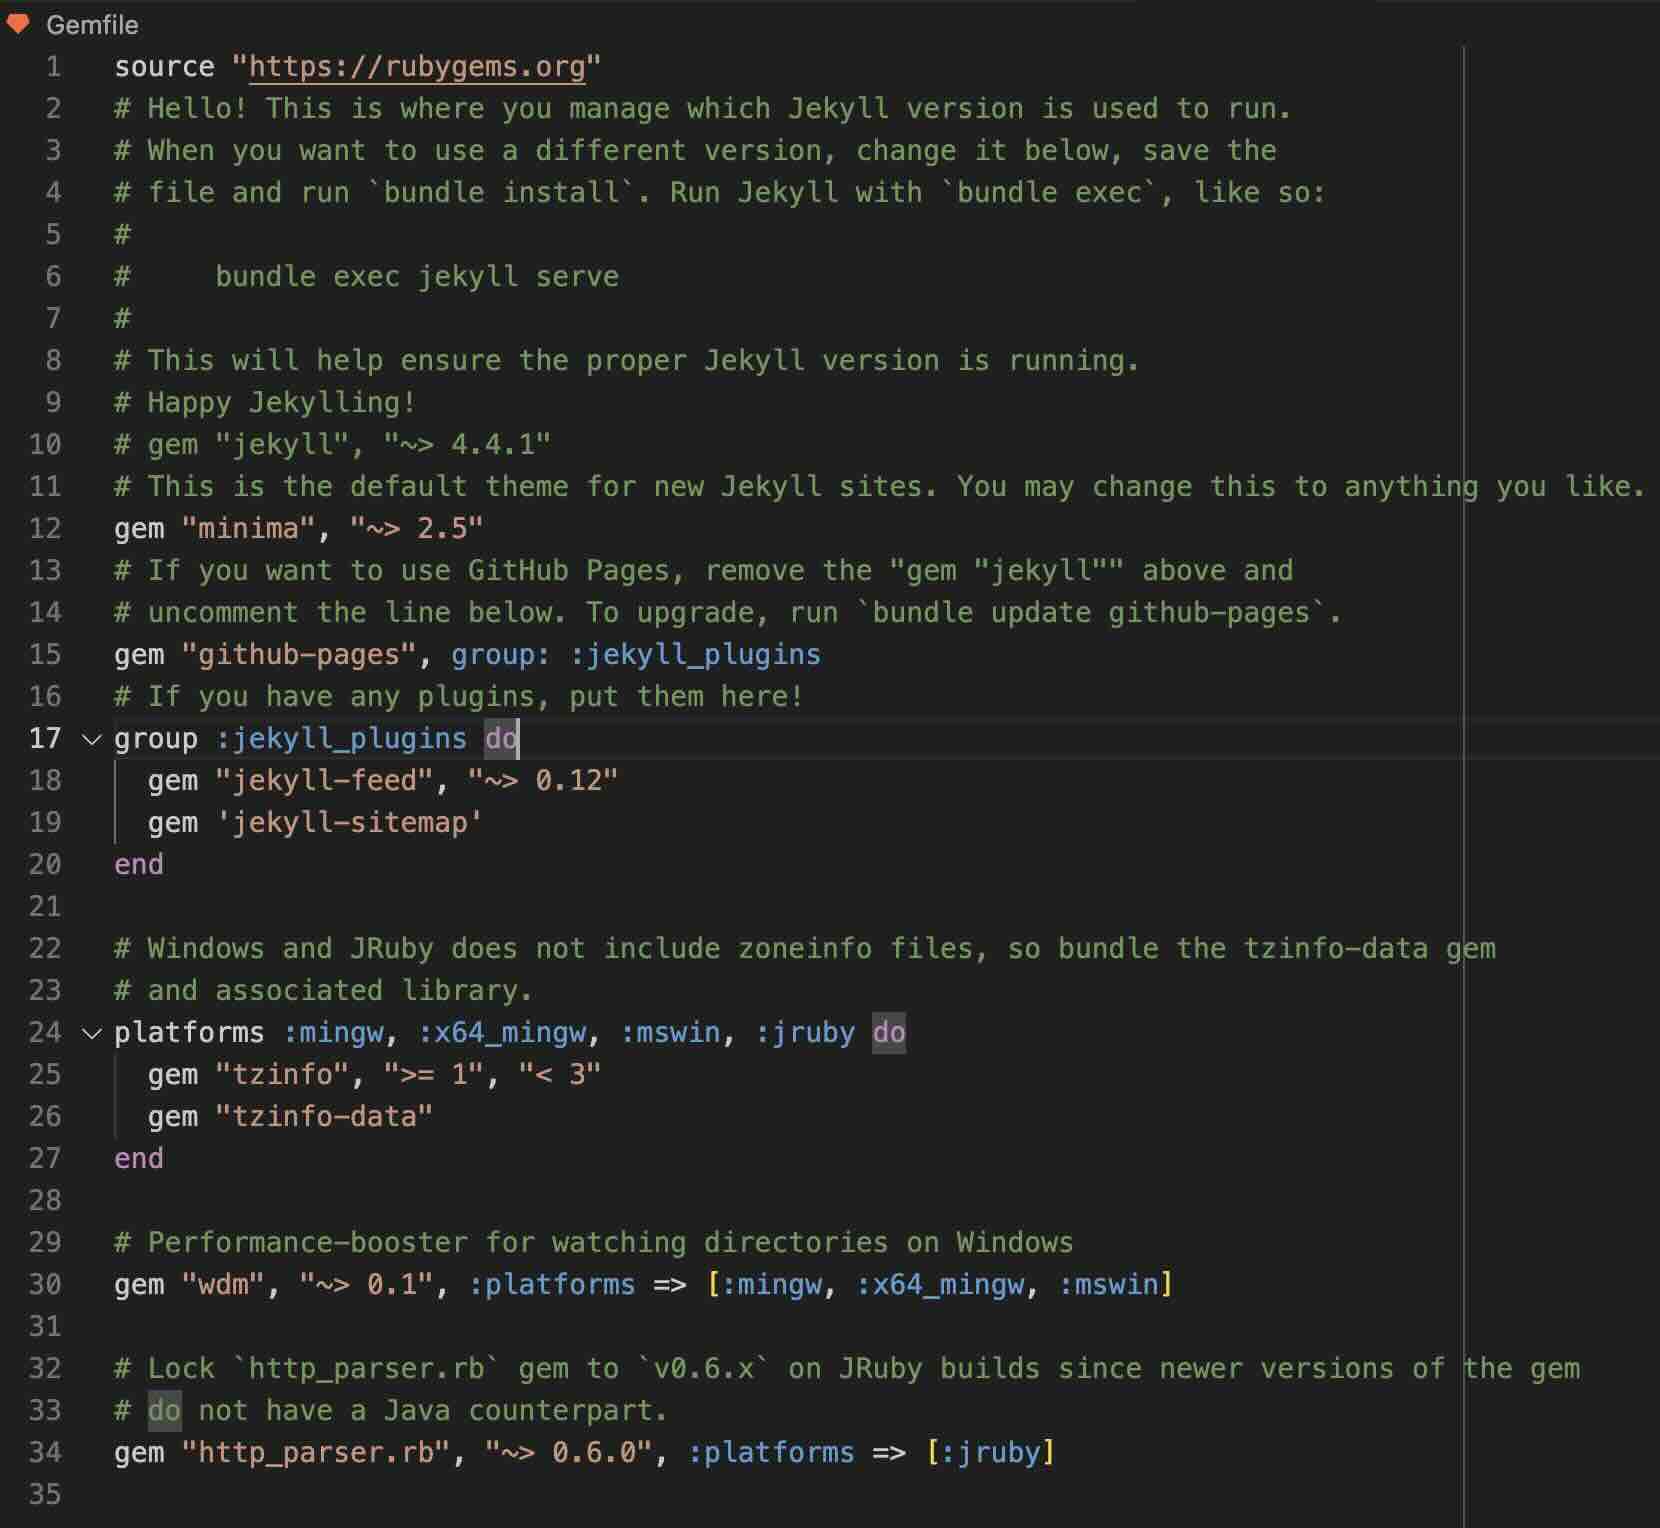 Gemfile
1 source "https://rubygems.org"
2 # Hello! This is where you manage which Jekyll version is used to run.
3 # When you want to use a different version, change it below, save the
4 # file and run `bundle install`. Run Jekyll with `bundle exec`, like so:
5 #
6 #     bundle exec jekyll serve
7 #
8 # This will help ensure the proper Jekyll version is running.
9 # Happy Jekylling!
10 # gem "jekyll", "~> 4.4.1"
11 # This is the default theme for new Jekyll sites. You may change this to anything you like.
12 gem "minima", "~> 2.5"
13 # If you want to use GitHub Pages, remove the "gem "jekyll"" above and
14 # uncomment the line below. To upgrade, run `bundle update github-pages`.
15 gem "github-pages", group: :jekyll_plugins
16 # If you have any plugins, put them here!
17 group :jekyll_plugins do
18   gem "jekyll-feed", "~> 0.12"
19   gem 'jekyll-sitemap'
20 end
21
22 # Windows and JRuby does not include zoneinfo files, so bundle the tzinfo-data gem
23 # and associated library.
24 platforms :mingw, :x64_mingw, :mswin, :jruby do
25   gem "tzinfo", ">= 1", "< 3"
26   gem "tzinfo-data"
27 end
28
29 # Performance-booster for watching directories on Windows
30 gem "wdm", "~> 0.1", :platforms => [:mingw, :x64_mingw, :mswin]
31
32 # Lock `http_parser.rb` gem to `v0.6.x` on JRuby builds since newer versions of the gem
33 # do not have a Java counterpart.
34 gem "http_parser.rb", "~> 0.6.0", :platforms => [:jruby]
35